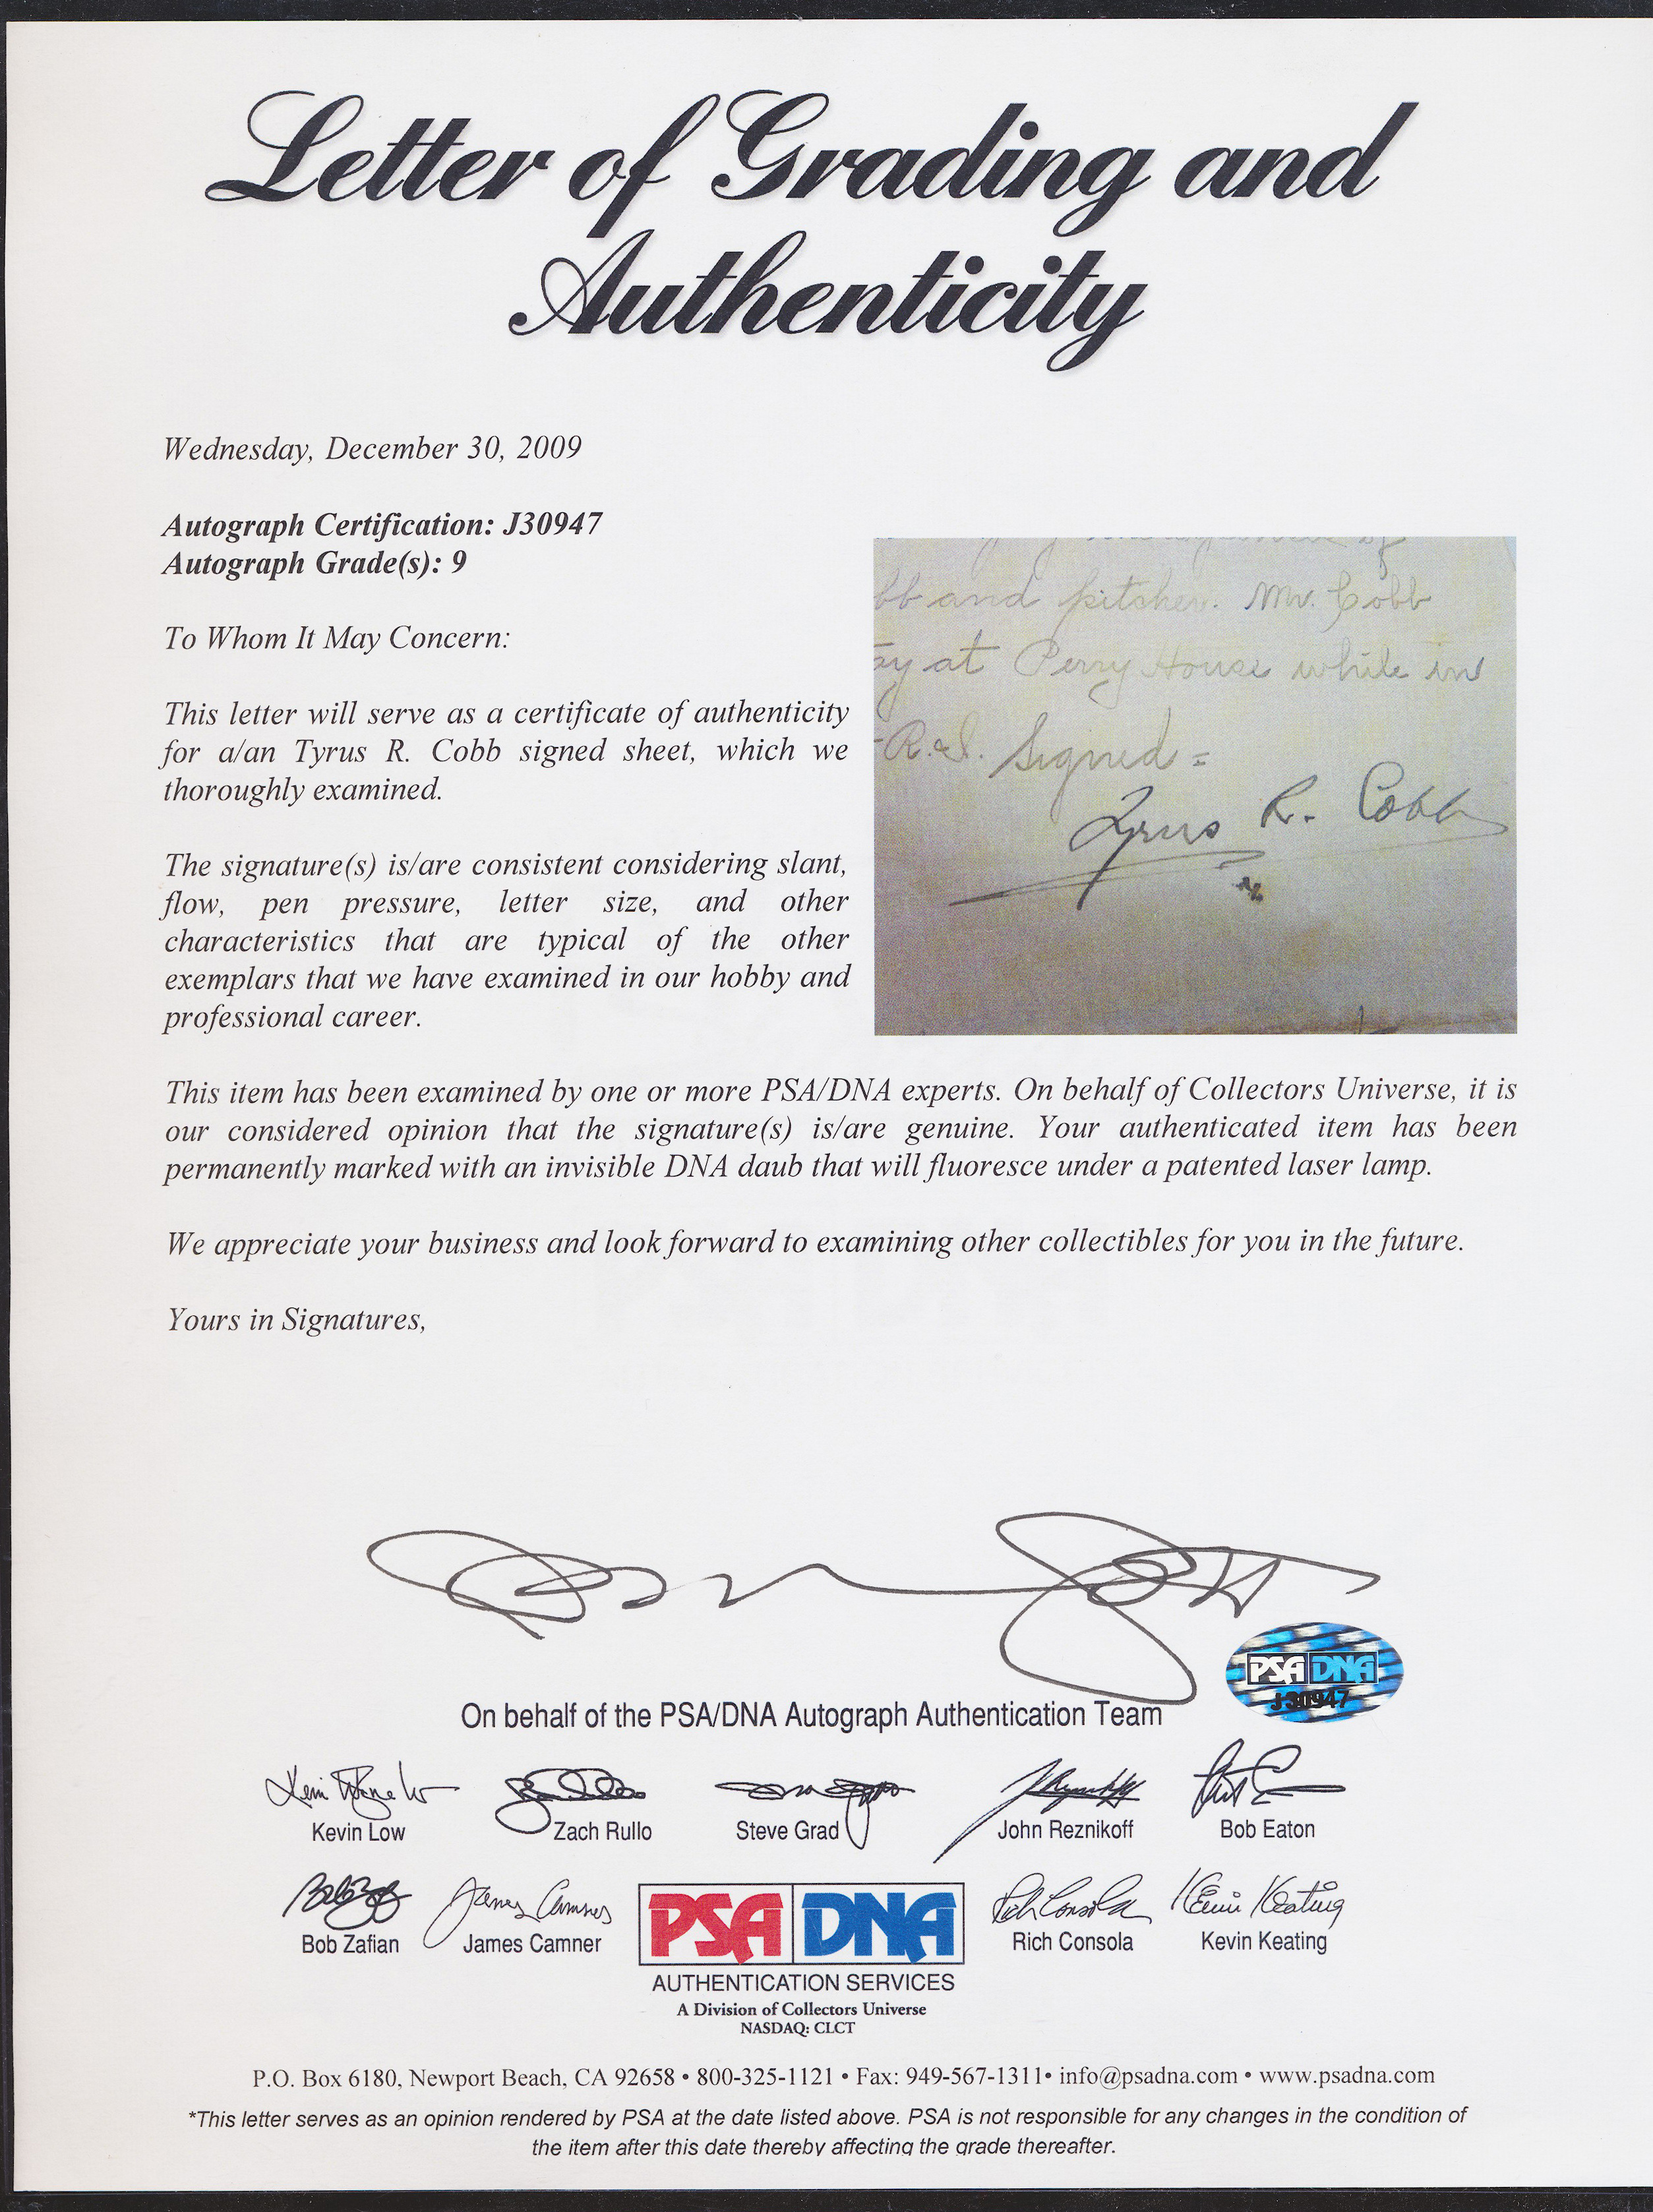 Letter of Grading and
Authenticity
Wednesday, December 30, 2009
Autograph Certification: J30947
Autograph Grade(s): 9
To Whom It May Concern:
This letter will serve as a certificate of authenticity
for a/an Tyrus R. Cobb signed sheet, which we
thoroughly examined.
The signature(s) is/are consistent considering slant,
flow, pen pressure, letter size, and other
characteristics that are typical of the other
exemplars that we have examined in our hobby and
professional career.
bb and pitcher. Mr. Cobb
at Perry House while in
R.I. Signed =
Tyrus R. Cobb
This item has been examined by one or more PSA/DNA experts. On behalf of Collectors Universe, it is
our considered opinion that the signature(s) is/are genuine. Your authenticated item has been
permanently marked with an invisible DNA daub that will fluoresce under a patented laser lamp.
We appreciate your business and look forward to examining other collectibles for you in the future.
Yours in Signatures,
PSA DNA
J30947
On behalf of the PSA/DNA Autograph Authentication Team
Kevin Low Zach Rullo Steve Grad John Reznikoff Bob Eaton
James Camner Rich Consola Kevin Keating
Bob Zafian James Camner Rich Consola Kevin Keating
PSA DNA
AUTHENTICATION SERVICES
A Division of Collectors Universe
NASDAQ: CLCT
P.O. Box 6180, Newport Beach, CA 92658 • 800-325-1121 • Fax: 949-567-1311• info@psadna.com • www.psadna.com
*This letter serves as an opinion rendered by PSA at the date listed above. PSA is not responsible for any changes in the condition of
the item after this date thereby affecting the grade thereafter.